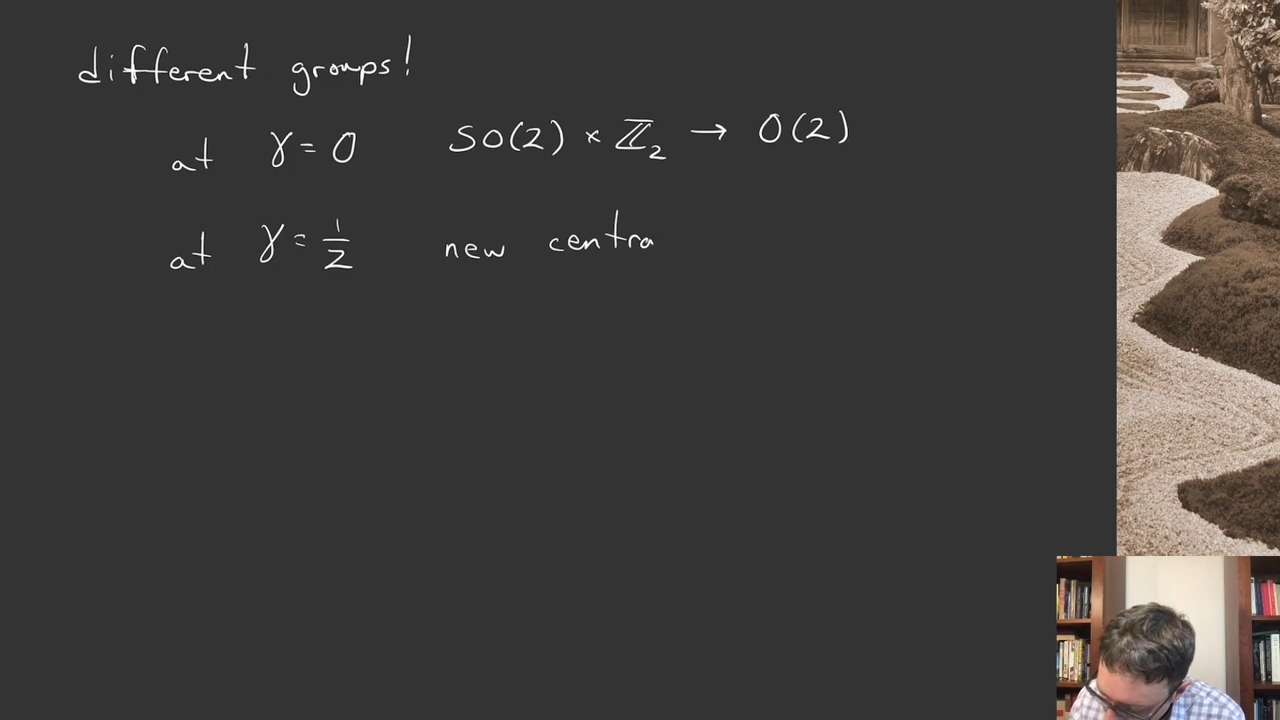 different groups!
at γ = 0 SO(2) × ℤ₂ → O(2)
at γ = 1/2 new centra